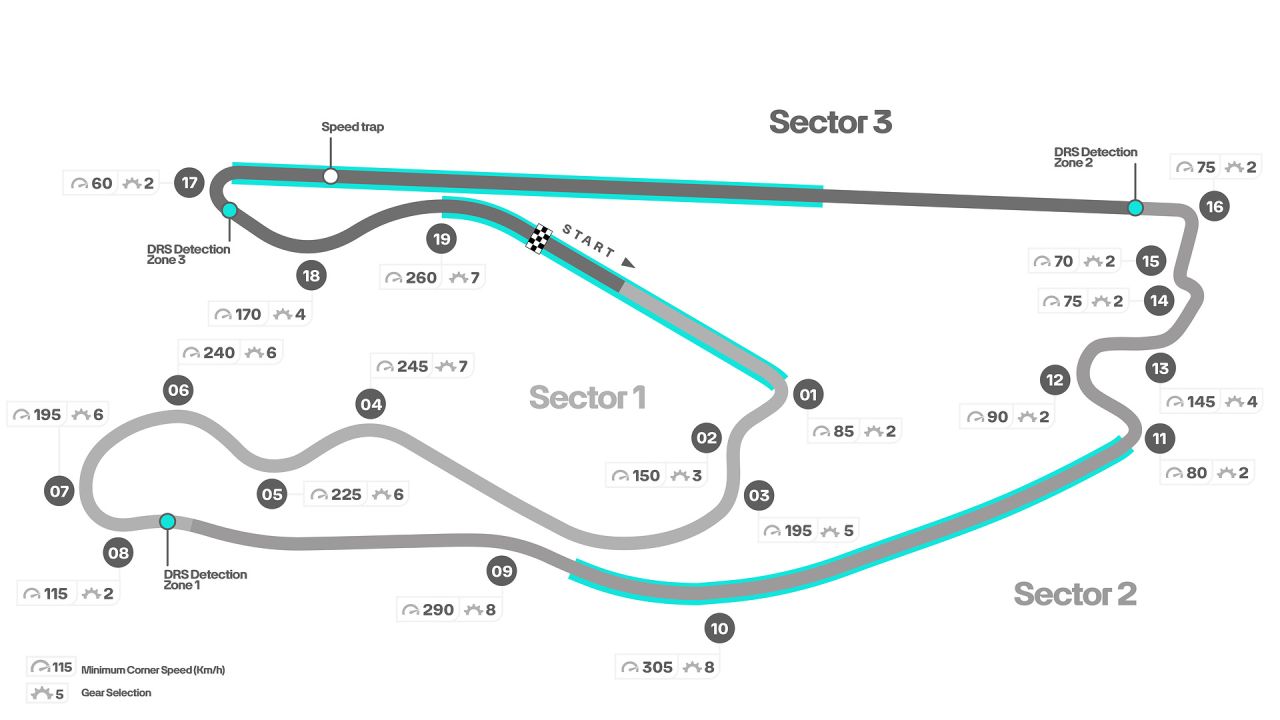 Sector 3
Speed trap
DRS Detection
Zone 2
75 2
16
60 2
17
DRS Detection
Zone 3
19
260 7
START
18
170 4
70 2
15
75 2
14
240 6
06
245 7
04
Sector 1
01
85 2
12
90 2
13
145 4
195 6
07
02
150 3
11
80 2
05
225 6
03
195 5
08
115 2
DRS Detection
Zone 1
09
290 8
Sector 2
10
305 8
115 Minimum Corner Speed (Km/h)
5 Gear Selection